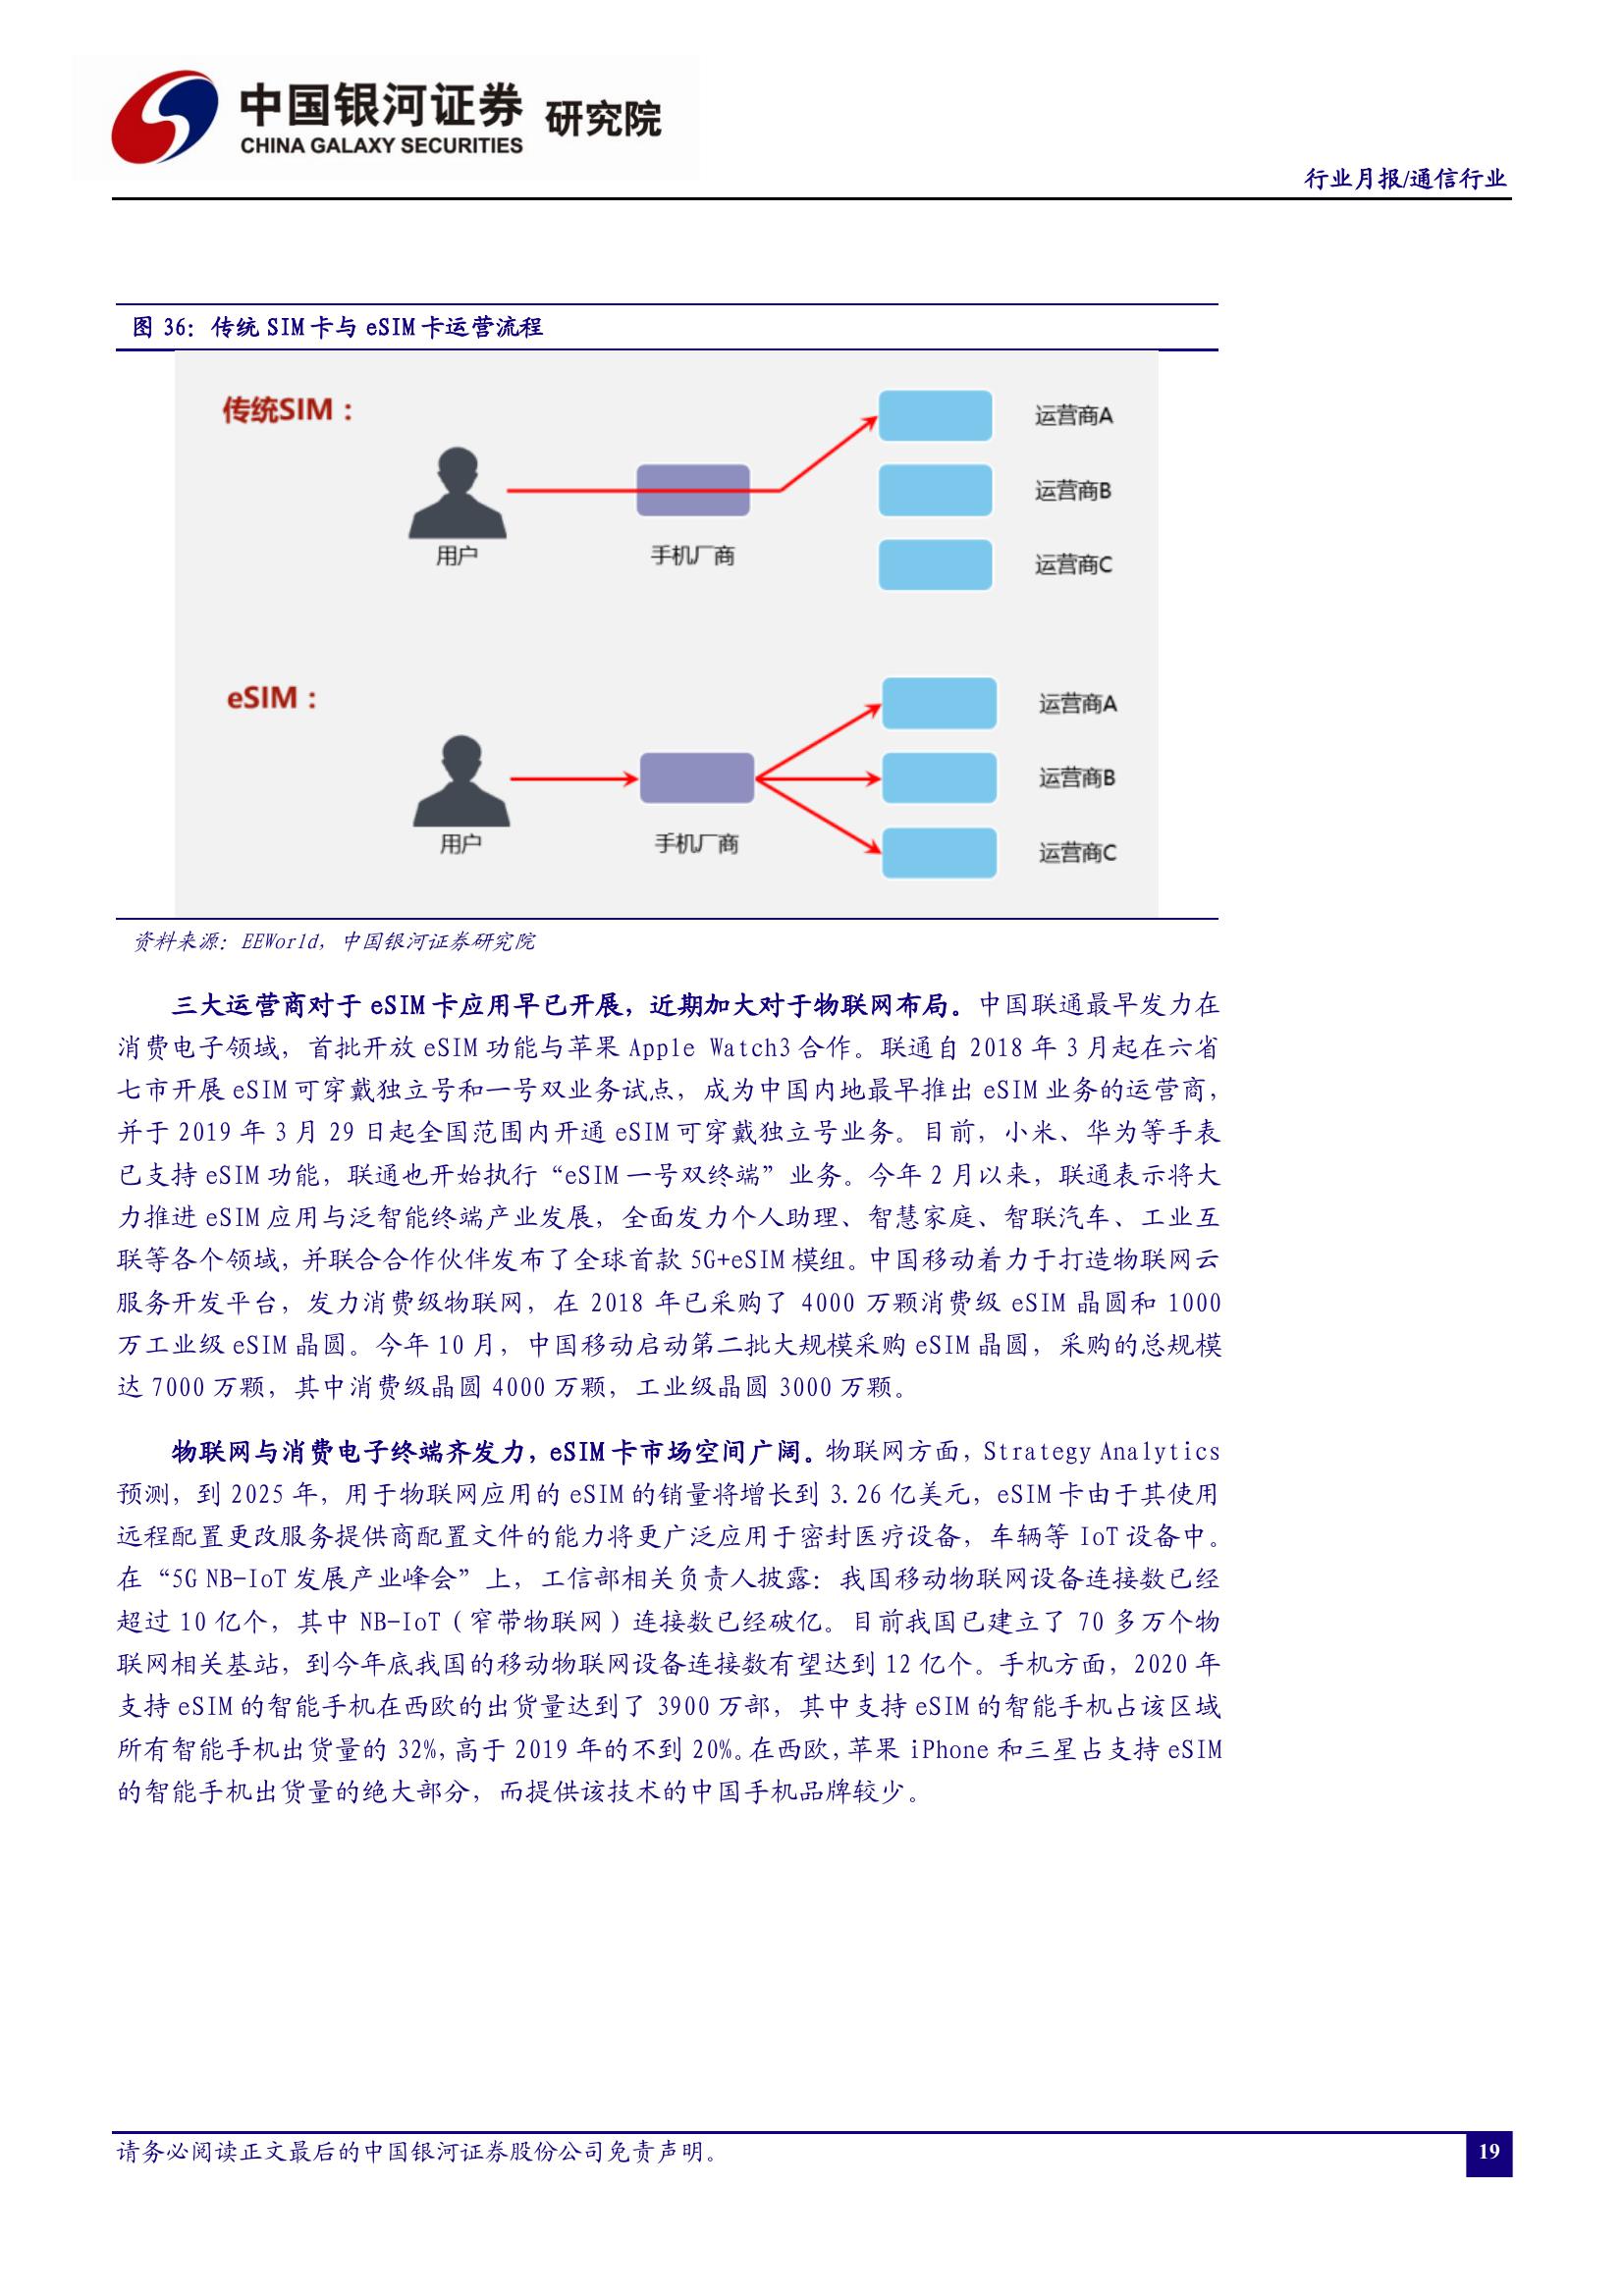 中国银河证券 研究院
CHINA GALAXY SECURITIES
行业月报/通信行业
图 36：传统 SIM 卡与 eSIM 卡运营流程
传统SIM：
运营商A
运营商B
用户
手机厂商
运营商C
eSIM：
运营商A
运营商B
用户
手机厂商
运营商C
资料来源：EEWorld，中国银河证券研究院
三大运营商对于 eSIM 卡应用早已开展，近期加大对于物联网布局。中国联通最早发力在
消费电子领域，首批开放 eSIM 功能与苹果 Apple Watch3 合作。联通自 2018 年 3 月起在六省
七市开展 eSIM 可穿戴独立号和一号双业务试点，成为中国内地最早推出 eSIM 业务的运营商，
并于 2019 年 3 月 29 日起全国范围内开通 eSIM 可穿戴独立号业务。目前，小米、华为等手表
已支持 eSIM 功能，联通也开始执行“eSIM 一号双终端”业务。今年 2 月以来，联通表示将大
力推进 eSIM 应用与泛智能终端产业发展，全面发力个人助理、智慧家庭、智联汽车、工业互
联等各个领域，并联合合作伙伴发布了全球首款 5G+eSIM 模组。中国移动着力于打造物联网云
服务开发平台，发力消费级物联网，在 2018 年已采购了 4000 万颗消费级 eSIM 晶圆和 1000
万工业级 eSIM 晶圆。今年 10 月，中国移动启动第二批大规模采购 eSIM 晶圆，采购的总规模
达 7000 万颗，其中消费级晶圆 4000 万颗，工业级晶圆 3000 万颗。
物联网与消费电子终端齐发力，eSIM 卡市场空间广阔。物联网方面，Strategy Analytics
预测，到 2025 年，用于物联网应用的 eSIM 的销量将增长到 3.26 亿美元，eSIM 卡由于其使用
远程配置更改服务提供商配置文件的能力将更广泛应用于密封医疗设备，车辆等 IoT 设备中。
在“5G NB-IoT 发展产业峰会”上，工信部相关负责人披露：我国移动物联网设备连接数已经
超过 10 亿个，其中 NB-IoT（窄带物联网）连接数已经破亿。目前我国已建立了 70 多万个物
联网相关基站，到今年底我国的移动物联网设备连接数有望达到 12 亿个。手机方面，2020 年
支持 eSIM 的智能手机在西欧的出货量达到了 3900 万部，其中支持 eSIM 的智能手机占该区域
所有智能手机出货量的 32%，高于 2019 年的不到 20%。在西欧，苹果 iPhone 和三星占支持 eSIM
的智能手机出货量的绝大部分，而提供该技术的中国手机品牌较少。
请务必阅读正文最后的中国银河证券股份公司免责声明。
19